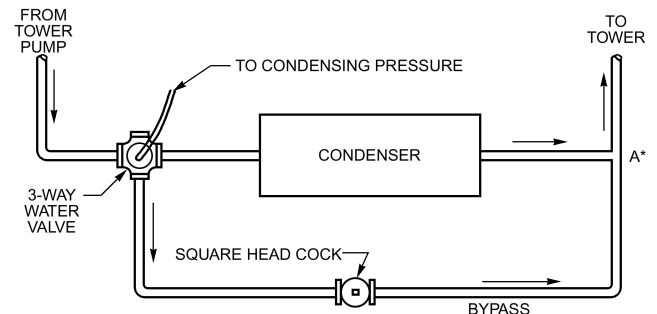 FROM
TOWER
PUMP
TO
TOWER
TO CONDENSING PRESSURE
CONDENSER
A*
3-WAY
WATER
VALVE
SQUARE HEAD COCK
BYPASS